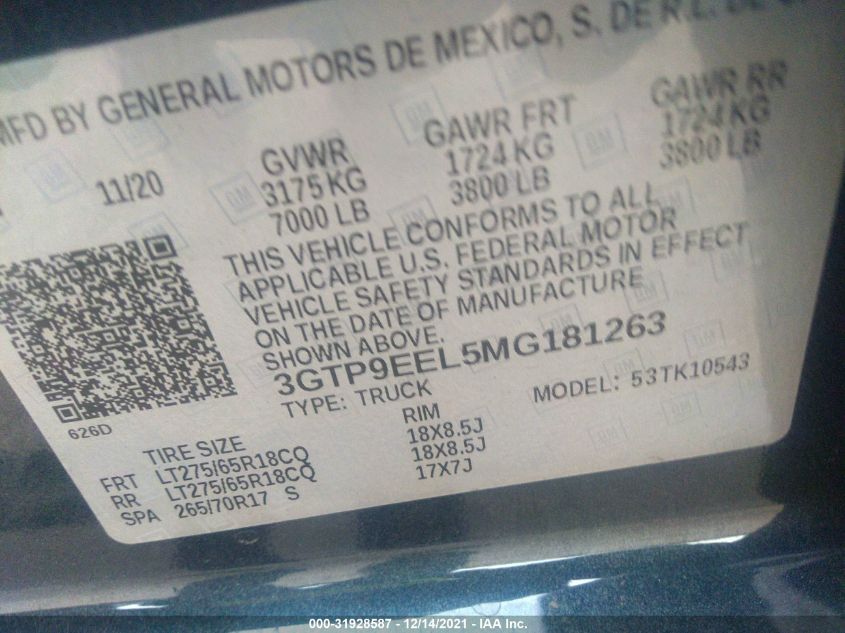 MFD BY GENERAL MOTORS DE MEXICO, S. DE R.L. DE
11/20
GVWR
3175 KG
7000 LB
GAWR FRT
1724 KG
3800 LB
GAWR RR
1724 KG
3800 LB
THIS VEHICLE CONFORMS TO ALL
APPLICABLE U.S. FEDERAL MOTOR
VEHICLE SAFETY STANDARDS IN EFFECT
ON THE DATE OF MANUFACTURE
SHOWN ABOVE.
3GTP9EEL5MG181263
TYPE: TRUCK
MODEL: 53TK10543
626D
TIRE SIZE
RIM
FRT LT275/65R18CQ 18X8.5J
RR LT275/65R18CQ 18X8.5J
SPA 265/70R17 S 17X7J
000-31928587 - 12/14/2021 - IAA Inc.